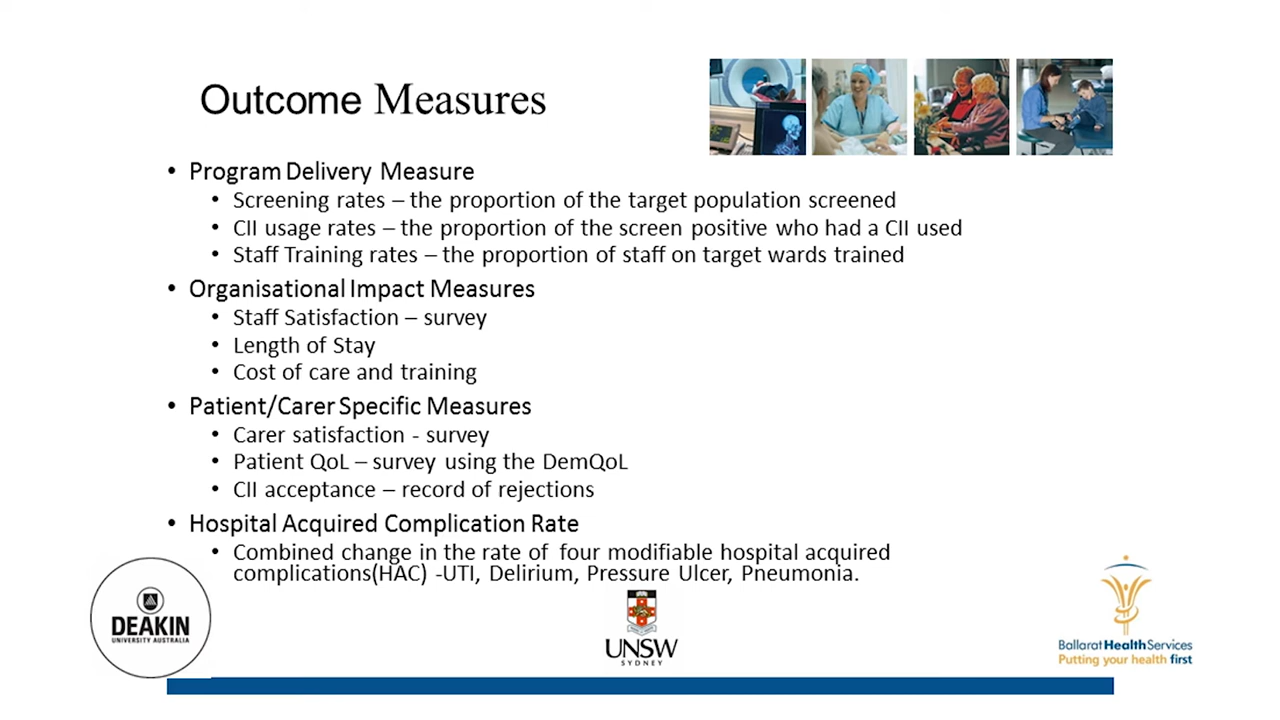 Outcome Measures
• Program Delivery Measure
• Screening rates – the proportion of the target population screened
• CII usage rates – the proportion of the screen positive who had a CII used
• Staff Training rates – the proportion of staff on target wards trained
• Organisational Impact Measures
• Staff Satisfaction – survey
• Length of Stay
• Cost of care and training
• Patient/Carer Specific Measures
• Carer satisfaction - survey
• Patient QoL – survey using the DemQoL
• CII acceptance – record of rejections
• Hospital Acquired Complication Rate
• Combined change in the rate of four modifiable hospital acquired
complications(HAC) -UTI, Delirium, Pressure Ulcer, Pneumonia.
DEAKIN
UNIVERSITY AUSTRALIA
UNSW
SYDNEY
Ballarat HealthServices
Putting your health first